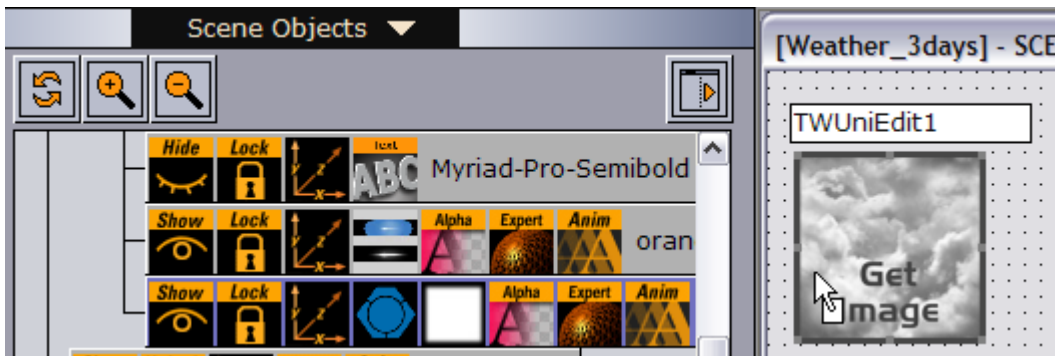 Scene Objects
[Weather_3days] - SCE
TWUniEdit1
Hide Lock Text ABC Myriad-Pro-Semibold
y z x
Show Lock Alpha Expert Anim oran
y z x A
Show Lock Alpha Expert Anim
y z x A
Get
Image